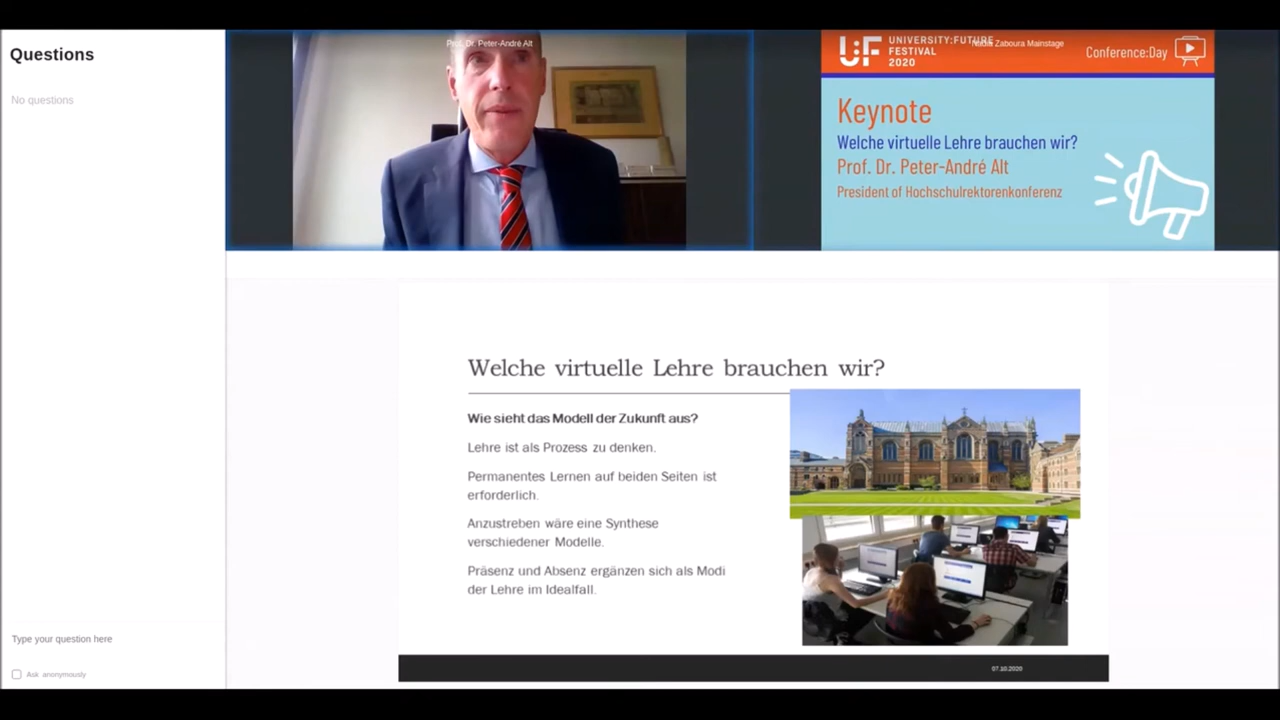 Questions
No questions
Type your question here
Ask anonymously
Prof. Dr. Peter-André Alt
U:F
UNIVERSITY:FUTURE
FESTIVAL
2020
Zaboura Mainstage
Conference:Day
Keynote
Welche virtuelle Lehre brauchen wir?
Prof. Dr. Peter-André Alt
President of Hochschulrektorenkonferenz
Welche virtuelle Lehre brauchen wir?
Wie sieht das Modell der Zukunft aus?
Lehre ist als Prozess zu denken.
Permanentes Lernen auf beiden Seiten ist
erforderlich.
Anzustreben wäre eine Synthese
verschiedener Modelle.
Präsenz und Absenz ergänzen sich als Modi
der Lehre im Idealfall.
07.10.2020